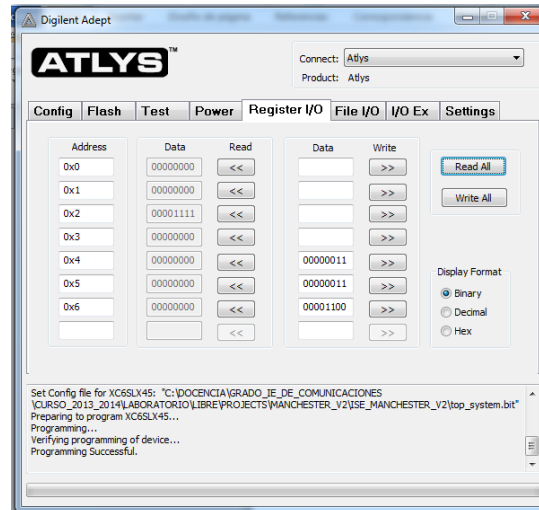 Digilent Adept
ATLYS™
Connect: Atlys
Product: Atlys
Config Flash Test Power Register I/O File I/O I/O Ex Settings
Address Data Read Data Write
0x0 00000000 << >> Read All
0x1 00000000 << >> Write All
0x2 00001111 << >>
0x3 00000000 << >>
0x4 00000000 << 00000011 >>
0x5 00000000 << 00000011 >>
0x6 00000000 << 00001100 >>
<< >>
Display Format
Binary
Decimal
Hex
Set Config file for XC6SLX45: "C:\DOCENCIA\GRADO_IE_DE_COMUNICACIONES
\CURSO_2013_2014\LABORATORIO\LIBRE\PROJECTS\MANCHESTER_V2\ISE_MANCHESTER_V2\top_system.bit"
Preparing to program XC6SLX45...
Programming...
Verifying programming of device...
Programming Successful.